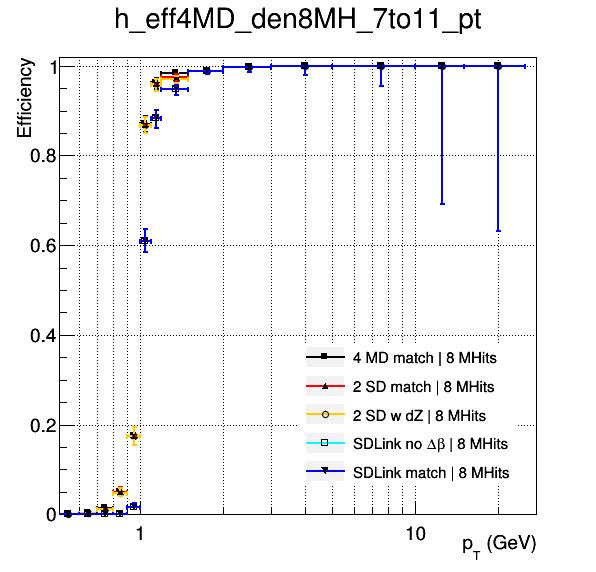 h_eff4MD_den8MH_7to11_pt
Efficiency
1
0.8
0.6
0.4
0.2
0
4 MD match | 8 MHits
2 SD match | 8 MHits
2 SD w dZ | 8 MHits
SDLink no Δβ | 8 MHits
SDLink match | 8 MHits
1 10
p_T (GeV)